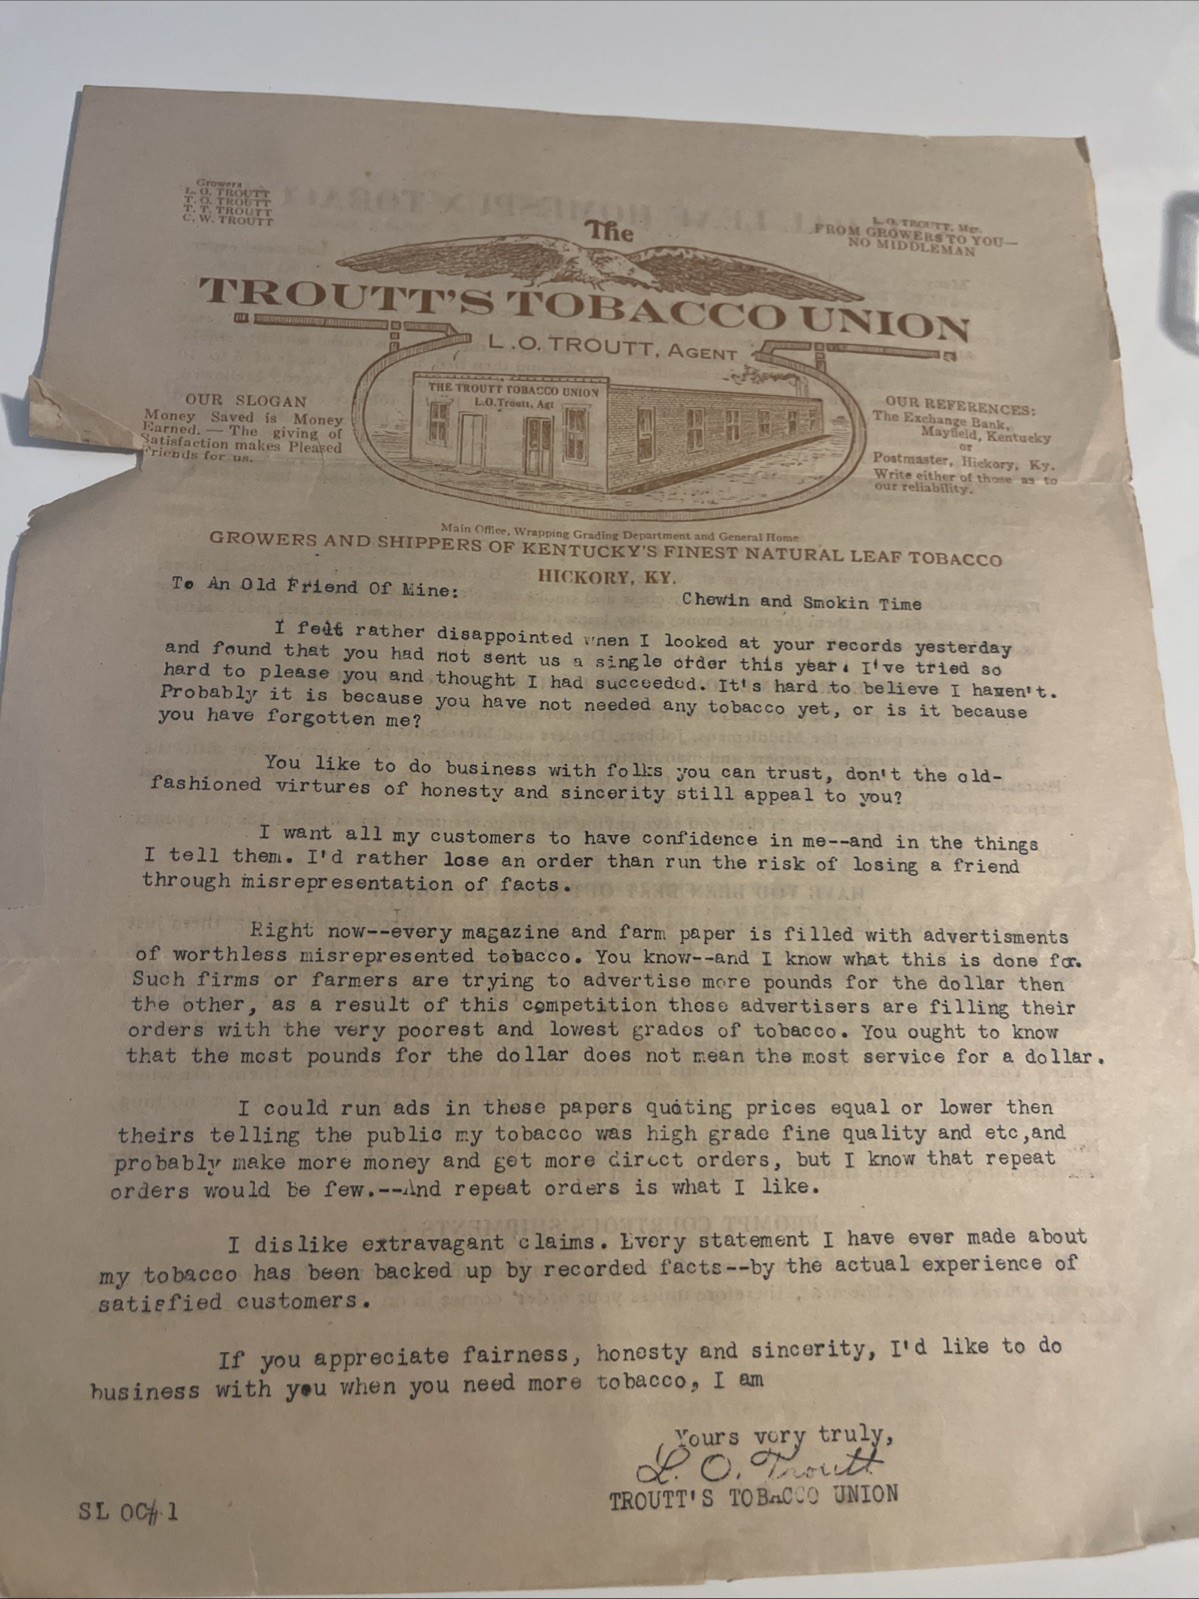 Growers
L. O. TROUTT
T. O. TROUTT
T. T. TROUTT
C. W. TROUTT
L. O. TROUTT, Mgr.
FROM GROWERS TO YOU—
NO MIDDLEMAN
The
TROUTT'S TOBACCO UNION
L.O. TROUTT, AGENT
THE TROUTT TOBACCO UNION
L.O.Troutt, Agt
OUR SLOGAN
Money Saved is Money
Earned. — The giving of
Satisfaction makes Pleased
Friends for us.
OUR REFERENCES:
The Exchange Bank,
Mayfield, Kentucky
or
Postmaster, Hickory, Ky.
Write either of those as to
our reliability.
Main Office, Wrapping Grading Department and General Home
GROWERS AND SHIPPERS OF KENTUCKY'S FINEST NATURAL LEAF TOBACCO
HICKORY, KY.
To An Old Friend Of Mine:
Chewin and Smokin Time
I felt rather disappointed when I looked at your records yesterday
and found that you had not sent us a single order this year. I've tried so
hard to please you and thought I had succeeded. It's hard to believe I haven't.
Probably it is because you have not needed any tobacco yet, or is it because
you have forgotten me?
You like to do business with folks you can trust, don't the old-
fashioned virtures of honesty and sincerity still appeal to you?
I want all my customers to have confidence in me--and in the things
I tell them. I'd rather lose an order than run the risk of losing a friend
through misrepresentation of facts.
Right now--every magazine and farm paper is filled with advertisments
of worthless misrepresented tobacco. You know--and I know what this is done for.
Such firms or farmers are trying to advertise more pounds for the dollar then
the other, as a result of this competition those advertisers are filling their
orders with the very poorest and lowest grades of tobacco. You ought to know
that the most pounds for the dollar does not mean the most service for a dollar.
I could run ads in these papers quoting prices equal or lower then
theirs telling the public my tobacco was high grade fine quality and etc,and
probably make more money and get more direct orders, but I know that repeat
orders would be few.--And repeat orders is what I like.
I dislike extravagant claims. Every statement I have ever made about
my tobacco has been backed up by recorded facts--by the actual experience of
satisfied customers.
If you appreciate fairness, honesty and sincerity, I'd like to do
business with you when you need more tobacco, I am
Yours very truly,
L. O. Troutt
TROUTT'S TOBACCO UNION
SL OC# 1